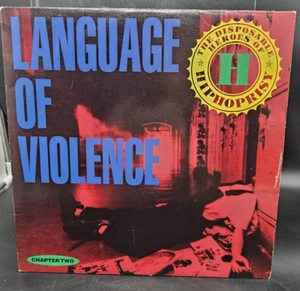 LANGUAGE
OF
VIOLENCE
THE DISPOSABLE
HEROES OF
H
HIPHOPRISY
CHAPTER TWO